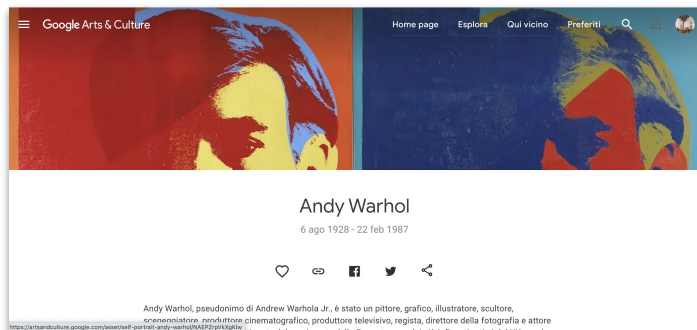 Google Arts & Culture Home page Esplora Qui vicino Preferiti
Andy Warhol
6 ago 1928 - 22 feb 1987
Andy Warhol, pseudonimo di Andrew Warhola Jr., è stato un pittore, grafico, illustratore, scultore,
sceneggiatore, produttore cinematografico, produttore televisivo, regista, direttore della fotografia e attore
https://artsandculture.google.com/asset/self-portrait-andy-warhol/NAEPZrpVkXgKIw